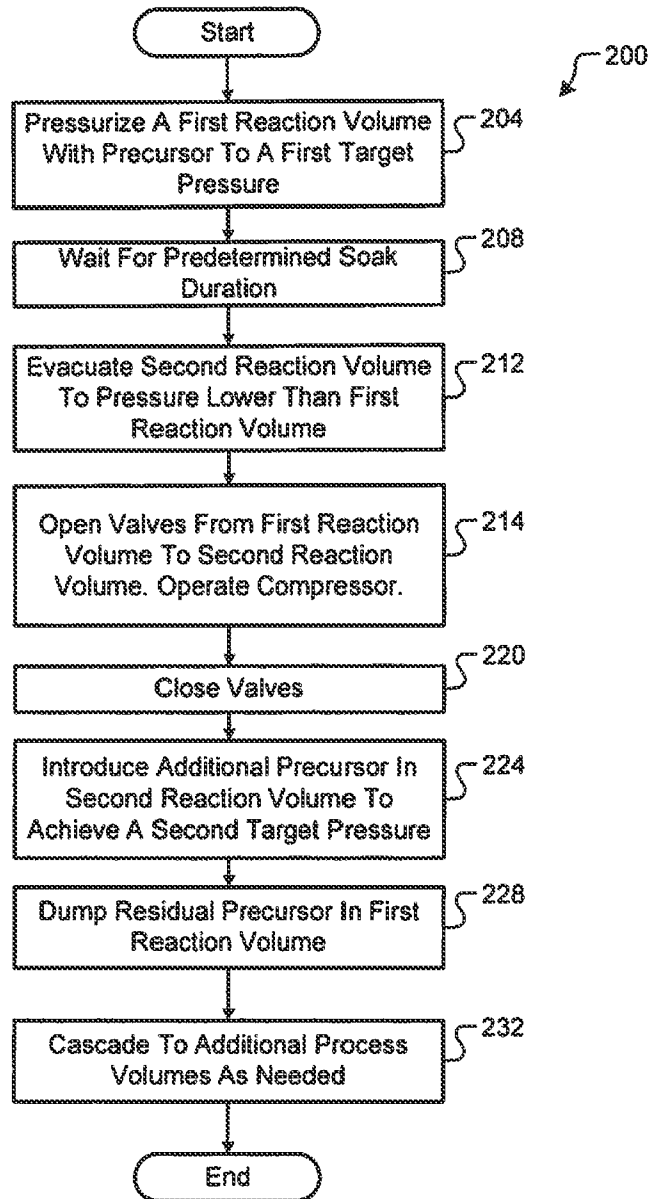 Start
200
Pressurize A First Reaction Volume
With Precursor To A First Target
Pressure
204
Wait For Predetermined Soak
Duration
208
Evacuate Second Reaction Volume
To Pressure Lower Than First
Reaction Volume
212
Open Valves From First Reaction
Volume To Second Reaction
Volume. Operate Compressor.
214
Close Valves
220
Introduce Additional Precursor In
Second Reaction Volume To
Achieve A Second Target Pressure
224
Dump Residual Precursor In First
Reaction Volume
228
Cascade To Additional Process
Volumes As Needed
232
End